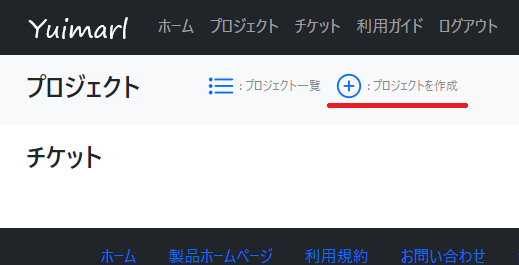 Yuimarl ホーム プロジェクト チケット 利用ガイド ログアウト
プロジェクト : プロジェクト一覧 : プロジェクトを作成
チケット
ホーム 製品ホームページ 利用規約 お問い合わせ